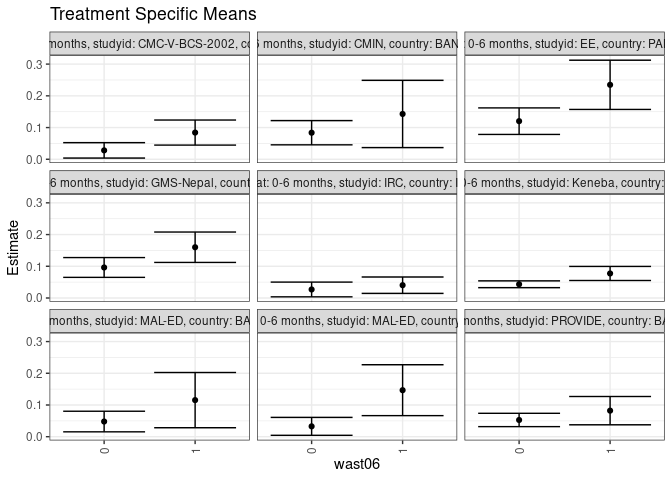 Treatment Specific Means
months, studyid: CMC-V-BCS-2002, co
6 months, studyid: CMIN, country: BAN
0-6 months, studyid: EE, country: PA
0.3
0.2
0.1
0.0
6 months, studyid: GMS-Nepal, count
at: 0-6 months, studyid: IRC, country:
0-6 months, studyid: Keneba, country:
0.3
0.2
0.1
0.0
Estimate
months, studyid: MAL-ED, country: BA
0-6 months, studyid: MAL-ED, country
months, studyid: PROVIDE, country: BA
0.3
0.2
0.1
0.0
0 1
0 1
0 1
wast06